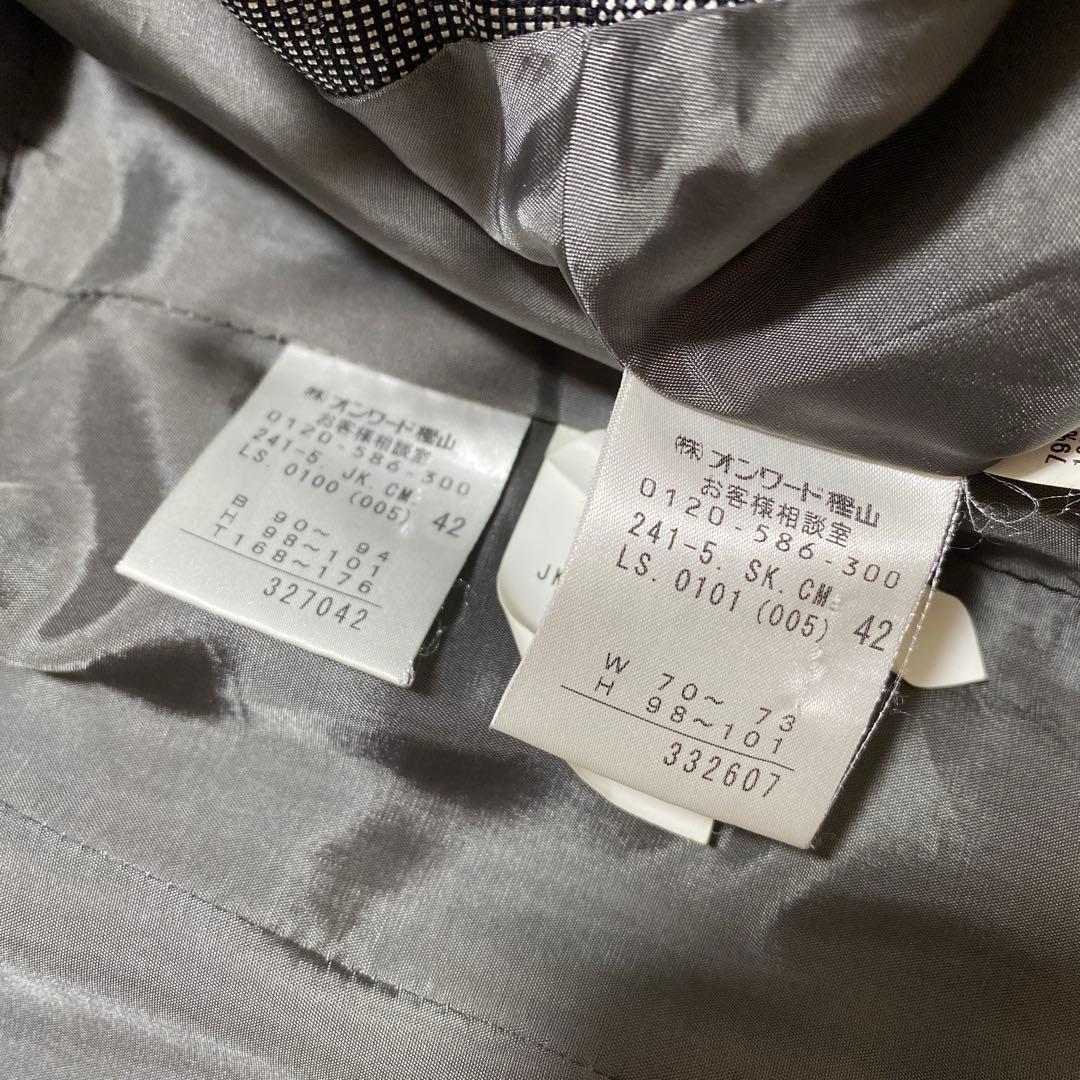 ㈱オンワード樫山
お客様相談室
0120-586-300
241-5. JK. CM
LS. 0100 (005) 42
B 90~ 94
H 98~101
T168~176
327042
㈱オンワード樫山
お客様相談室
0120-586-300
241-5. SK. CM
LS. 0101 (005) 42
W 70~ 73
H 98~101
332607
JK
79%